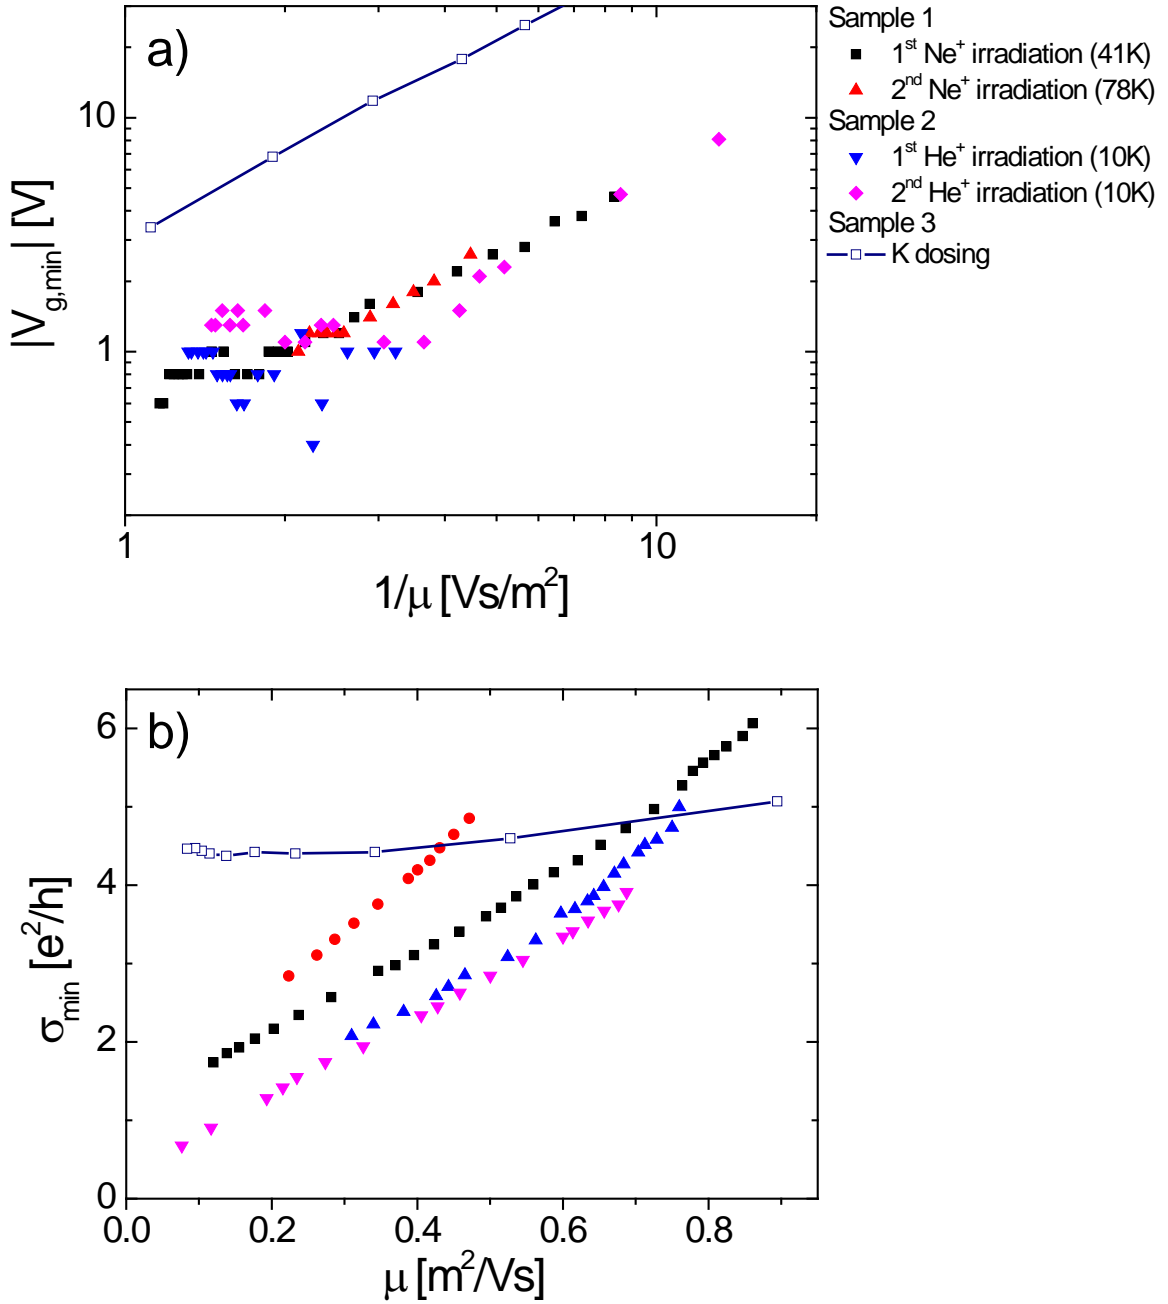 a)
Sample 1
1st Ne+ irradiation (41K)
2nd Ne+ irradiation (78K)
Sample 2
1st He+ irradiation (10K)
2nd He+ irradiation (10K)
Sample 3
K dosing
|Vg,min| [V]
10
1
1
10
1/μ [Vs/m2]
b)
σmin [e2/h]
6
4
2
0
0.0
0.2
0.4
0.6
0.8
μ [m2/Vs]